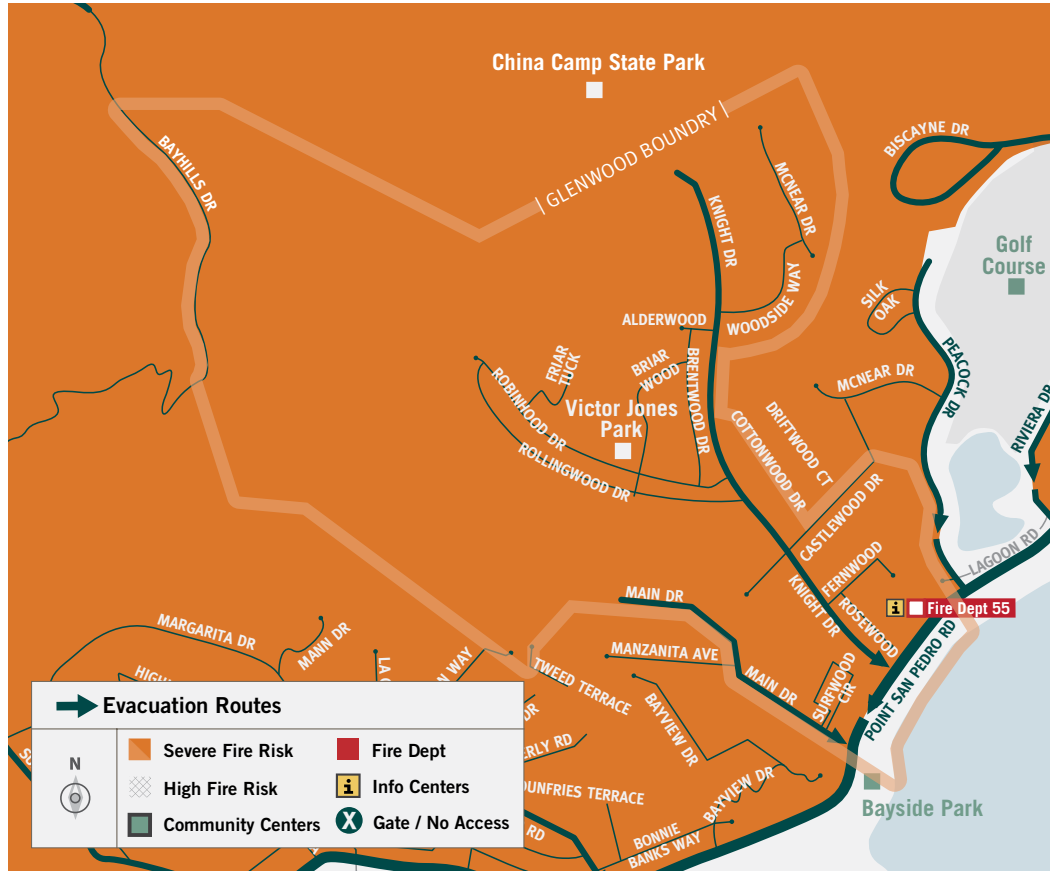 China Camp State Park
| GLENWOOD BOUNDRY |
BISCAYNE DR
BAYHILLS DR
MCNEAR DR
KNIGHT DR
Golf
Course
WOODSIDE WAY
SILK
OAK
ALDERWOOD
PEACOCK DR
FRIAR
TUCK
BRIAR
WOOD
BRENTWOOD DR
MCNEAR DR
ROBINHOOD DR
Victor Jones
Park
COTTONWOOD DR
DRIFTWOOD CT
RIVIERA DR
ROLLINGWOOD DR
CASTLEWOOD DR
LAGOON RD
FERNWOOD
MAIN DR
KNIGHT DR
ROSEWOOD
i
Fire Dept 55
MARGARITA DR
MANN DR
MANZANITA AVE
POINT SAN PEDRO RD
TWEED TERRACE
MAIN DR
SURFWOOD
CIR
BAYVIEW DR
N WAY
DR
ERLY RD
BAYVIEW DR
Bayside Park
BONNIE
BANKS WAY
RD
Evacuation Routes
N
Severe Fire Risk
High Fire Risk
Community Centers
Fire Dept
i
Info Centers
X
Gate / No Access